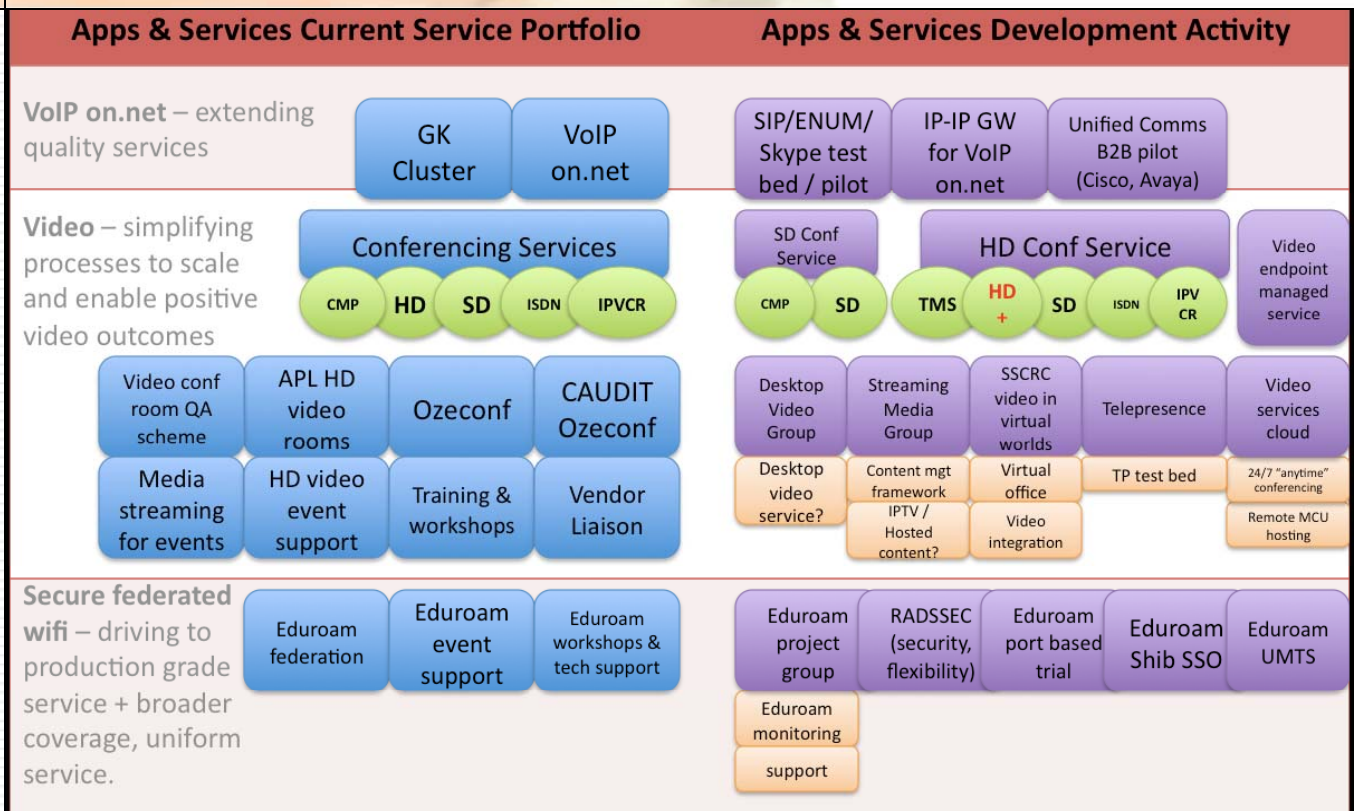 Apps & Services Current Service Portfolio
Apps & Services Development Activity
VoIP on.net – extending
quality services
GK
Cluster
VoIP
on.net
SIP/ENUM/
Skype test
bed / pilot
IP-IP GW
for VoIP
on.net
Unified Comms
B2B pilot
(Cisco, Avaya)
Video – simplifying
processes to scale
and enable positive
video outcomes
Conferencing Services
CMP
HD
SD
ISDN
IPVCR
SD Conf
Service
CMP
SD
HD Conf Service
TMS
HD
+
SD
ISDN
IPV
CR
Video
endpoint
managed
service
Video conf
room QA
scheme
APL HD
video
rooms
Ozeconf
CAUDIT
Ozeconf
Media
streaming
for events
HD video
event
support
Training &
workshops
Vendor
Liaison
Desktop
Video
Group
Streaming
Media
Group
SSCRC
video in
virtual
worlds
Telepresence
Video
services
cloud
Desktop
video
service?
Content mgt
framework
IPTV /
Hosted
content?
Virtual
office
Video
integration
TP test bed
24/7 “anytime”
conferencing
Remote MCU
hosting
Secure federated
wifi – driving to
production grade
service + broader
coverage, uniform
service.
Eduroam
federation
Eduroam
event
support
Eduroam
workshops &
tech support
Eduroam
project
group
RADSSEC
(security,
flexibility)
Eduroam
port based
trial
Eduroam
Shib SSO
Eduroam
UMTS
Eduroam
monitoring
support